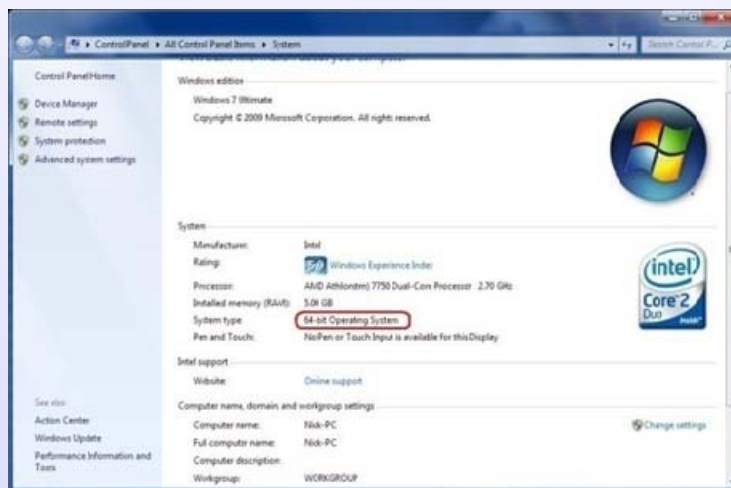 ControlPanel ▸ All Control Panel Items ▸ System
Search Control P...
Control PanelHome
Device Manager
Remote settings
System protection
Advanced system settings
Windows edition
Windows 7 Ultimate
Copyright © 2009 Microsoft Corporation. All rights reserved.
System
Manufacturer: Intel
Rating: Windows Experience Index
Processor: AMD Athlon(tm) 7750 Dual-Core Processor 2.70 GHz
Installed memory (RAM): GB
System type 64-bit Operating System
Pen and Touch: NoPen or Touch Input is available for thisDisplay
intel
Core 2
Duo inside
Intel support
Website: Online support
Computer name, domain, and workgroup settings
Computer name: Nick-PC
Full computer name: Nick-PC
Computer description:
Workgroup: WORKGROUP
Change settings
See also
Action Center
Windows Update
Performance Information and
Tools